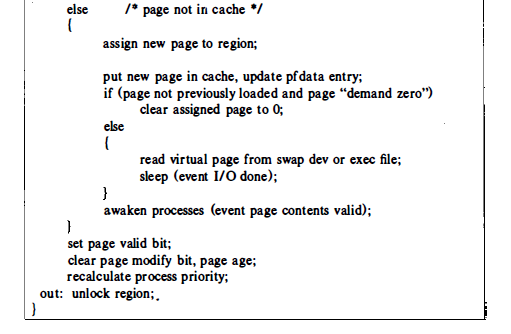 else /* page not in cache */
{
assign new page to region;
put new page in cache, update pfdata entry;
if (page not previously loaded and page “demand zero”)
clear assigned page to 0;
else
{
read virtual page from swap dev or exec file;
sleep (event I/O done);
}
awaken processes (event page contents valid);
}
set page valid bit;
clear page modify bit, page age;
recalculate process priority;
out: unlock region;
}